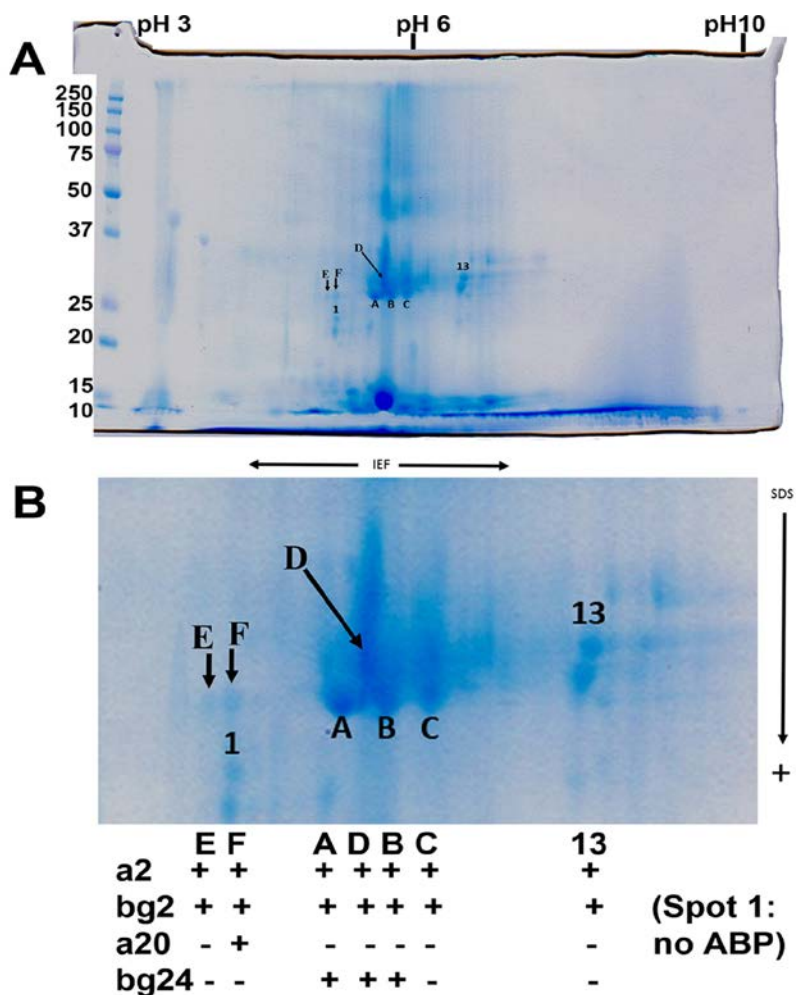 pH 3 pH 6 pH10
A
250
150
100
75
50
37
25
20
15
10
D
E F
13
A B C
1
IEF
B
SDS
D
13
E F
A B C
1
+
E F A D B C 13
a2 + + + + + + +
bg2 + + + + + + + (Spot 1:
a20 - + - - - - - no ABP)
bg24 - - + + + - -